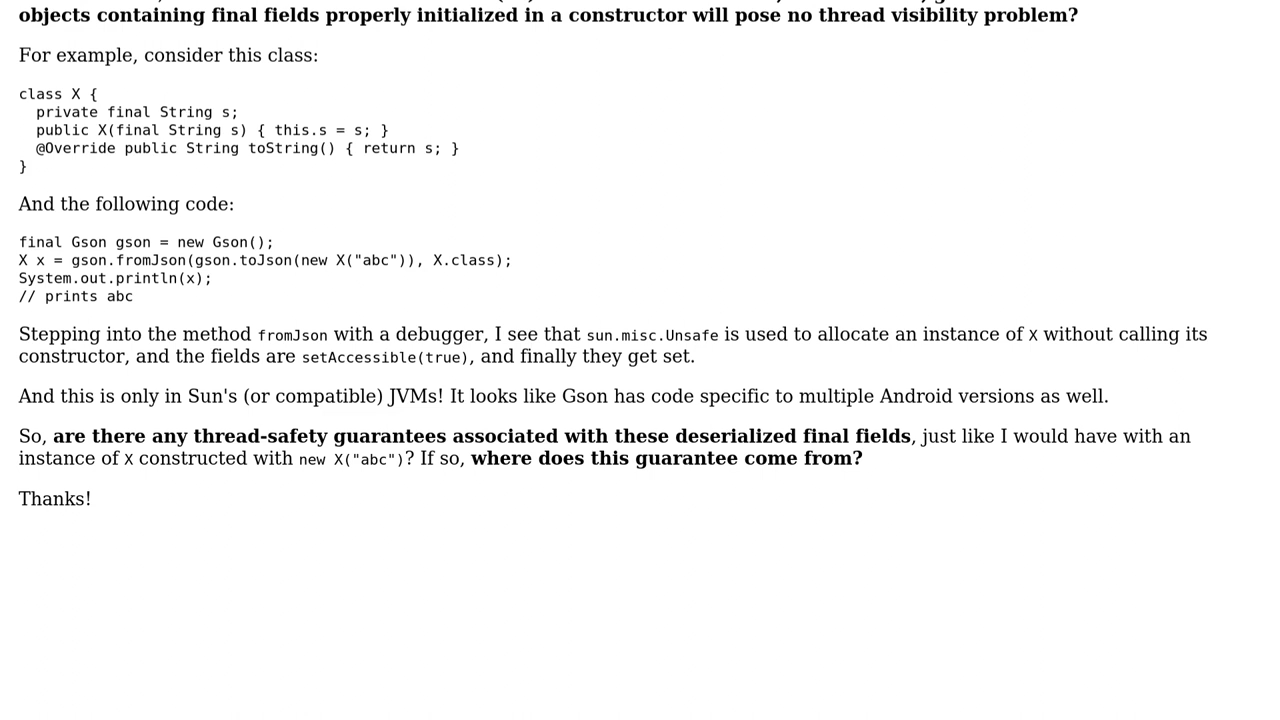 objects containing final fields properly initialized in a constructor will pose no thread visibility problem?
For example, consider this class:
class X {
  private final String s;
  public X(final String s) { this.s = s; }
  @Override public String toString() { return s; }
}
And the following code:
final Gson gson = new Gson();
X x = gson.fromJson(gson.toJson(new X("abc")), X.class);
System.out.println(x);
// prints abc
Stepping into the method fromJson with a debugger, I see that sun.misc.Unsafe is used to allocate an instance of X without calling its
constructor, and the fields are setAccessible(true), and finally they get set.
And this is only in Sun's (or compatible) JVMs! It looks like Gson has code specific to multiple Android versions as well.
So, are there any thread-safety guarantees associated with these deserialized final fields, just like I would have with an
instance of X constructed with new X("abc")? If so, where does this guarantee come from?
Thanks!